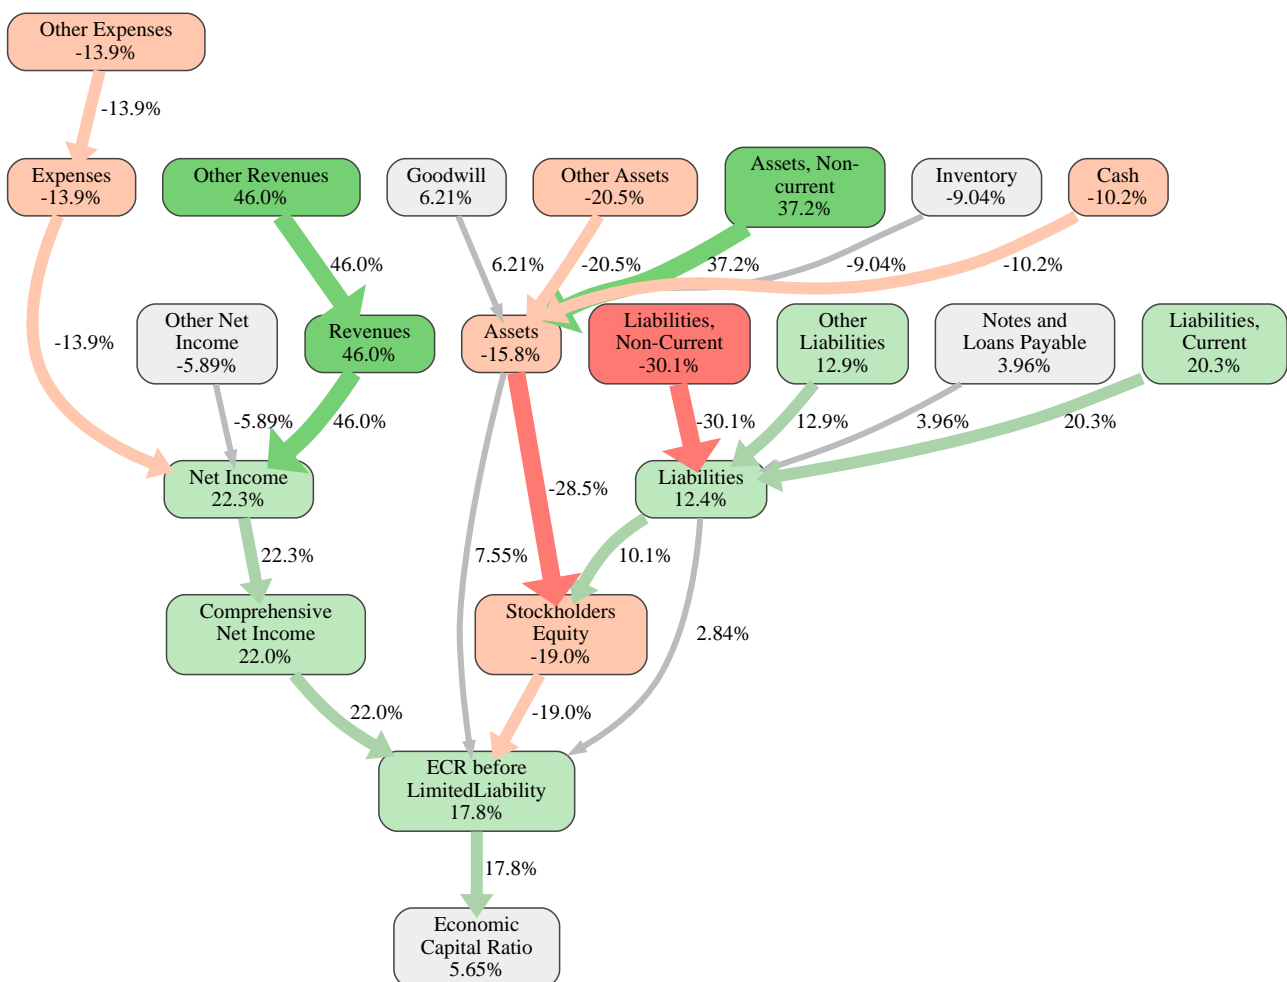 Other Expenses
-13.9%
-13.9%
Expenses
-13.9%
Other Revenues
46.0%
Goodwill
6.21%
Other Assets
-20.5%
Assets, Non-
current
37.2%
Inventory
-9.04%
Cash
-10.2%
46.0%
6.21%
-20.5%
37.2%
-9.04%
-10.2%
-13.9%
Other Net
Income
-5.89%
Revenues
46.0%
Assets
-15.8%
Liabilities,
Non-Current
-30.1%
Other
Liabilities
12.9%
Notes and
Loans Payable
3.96%
Liabilities,
Current
20.3%
-5.89%
46.0%
-30.1%
12.9%
3.96%
20.3%
Net Income
22.3%
-28.5%
Liabilities
12.4%
22.3%
7.55%
10.1%
Comprehensive
Net Income
22.0%
Stockholders
Equity
-19.0%
2.84%
22.0%
-19.0%
ECR before
LimitedLiability
17.8%
17.8%
Economic
Capital Ratio
5.65%